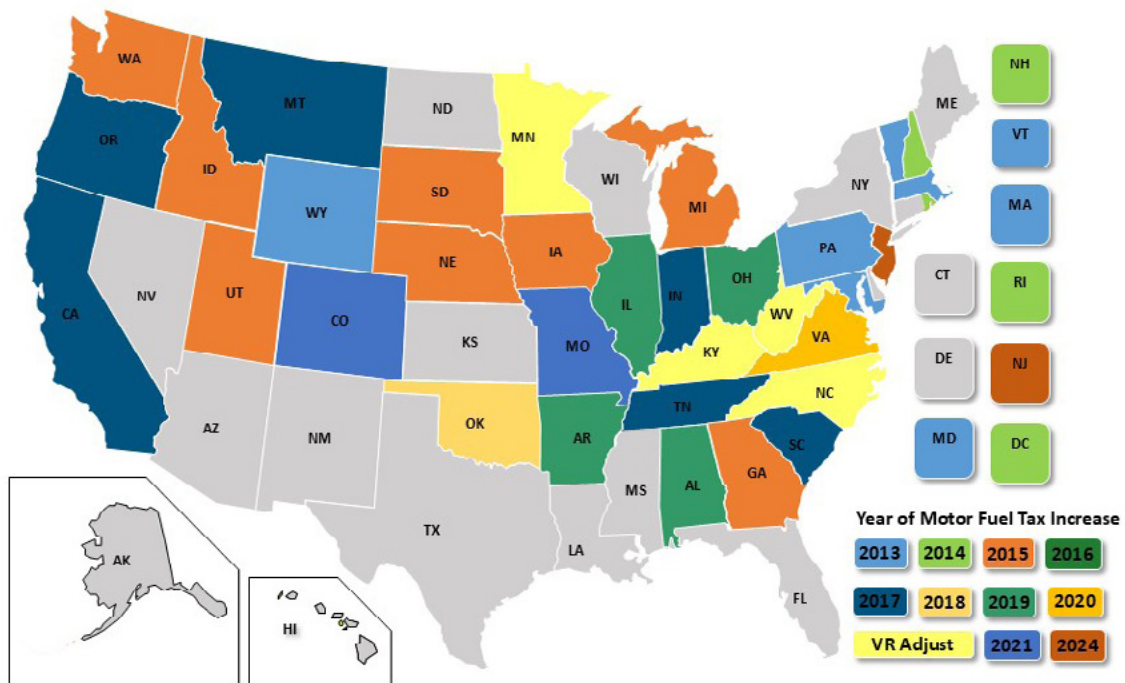 WA
MT
ND
MN
ME
NH
OR
ID
SD
WI
NY
VT
WY
MI
MA
NE
IA
PA
NV
UT
CO
IL
IN
OH
WV
CT
RI
CA
KS
MO
KY
VA
DE
NJ
AZ
NM
OK
AR
TN
NC
MD
DC
TX
LA
MS
AL
GA
SC
FL
AK
HI
Year of Motor Fuel Tax Increase
2013 2014 2015 2016
2017 2018 2019 2020
VR Adjust 2021 2024